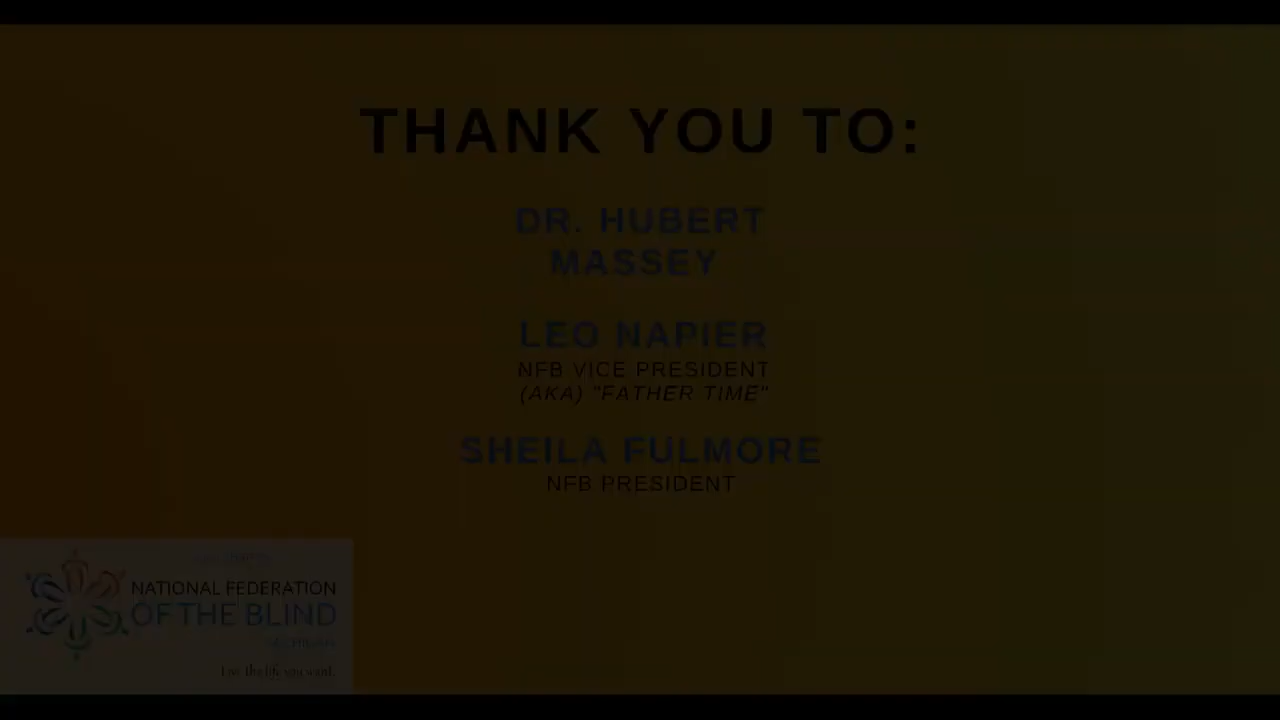 THANK YOU TO:
DR. HUBERT
MASSEY
LEO NAPIER
NFB VICE PRESIDENT
(AKA) "FATHER TIME"
SHEILA FULMORE
NFB PRESIDENT
NATIONAL FEDERATION
OF THE BLIND
Live the life you want.